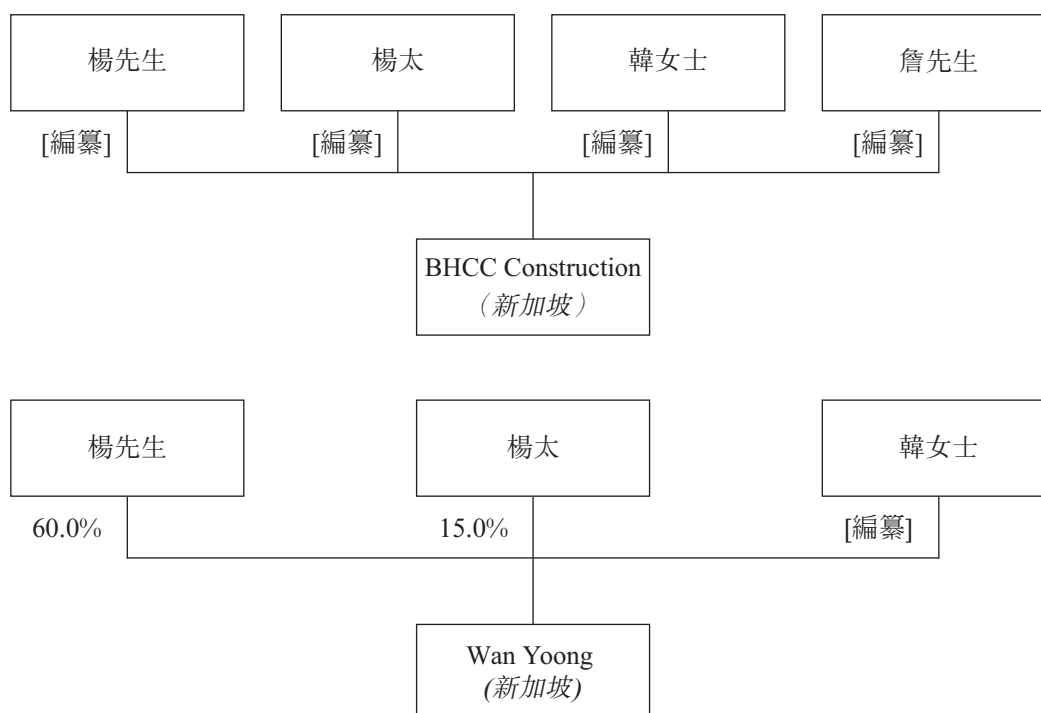 楊先生
楊太
韓女士
詹先生
[編纂]
[編纂]
[編纂]
[編纂]
BHCC Construction
（新加坡）
楊先生
楊太
韓女士
60.0%
15.0%
[編纂]
Wan Yoong
(新加坡)